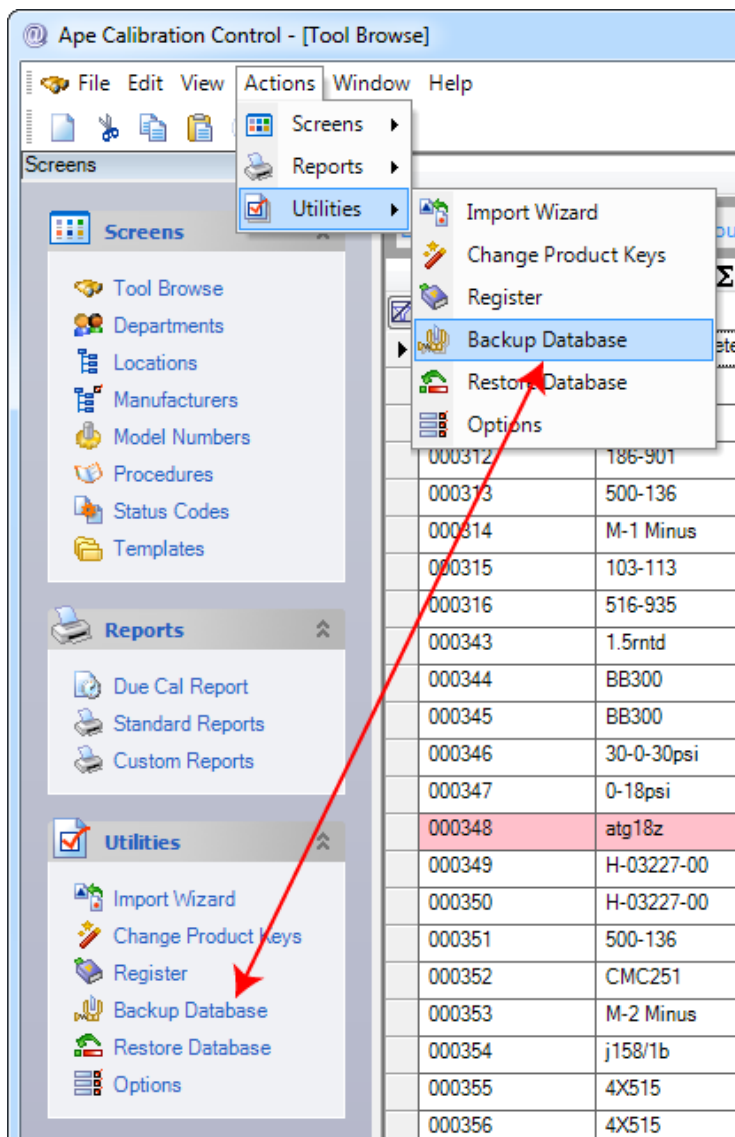 Ape Calibration Control - [Tool Browse]
File Edit View Actions Window Help
Screens
Reports
Utilities
Import Wizard
Change Product Keys
Register
Backup Database
Restore Database
Options
Screens
Screens
Tool Browse
Departments
Locations
Manufacturers
Model Numbers
Procedures
Status Codes
Templates
Reports
Due Cal Report
Standard Reports
Custom Reports
Utilities
Import Wizard
Change Product Keys
Register
Backup Database
Restore Database
Options
Σ
000312 186-901
000313 500-136
000314 M-1 Minus
000315 103-113
000316 516-935
000343 1.5rntd
000344 BB300
000345 BB300
000346 30-0-30psi
000347 0-18psi
000348 atg18z
000349 H-03227-00
000350 H-03227-00
000351 500-136
000352 CMC251
000353 M-2 Minus
000354 j158/1b
000355 4X515
000356 4X515